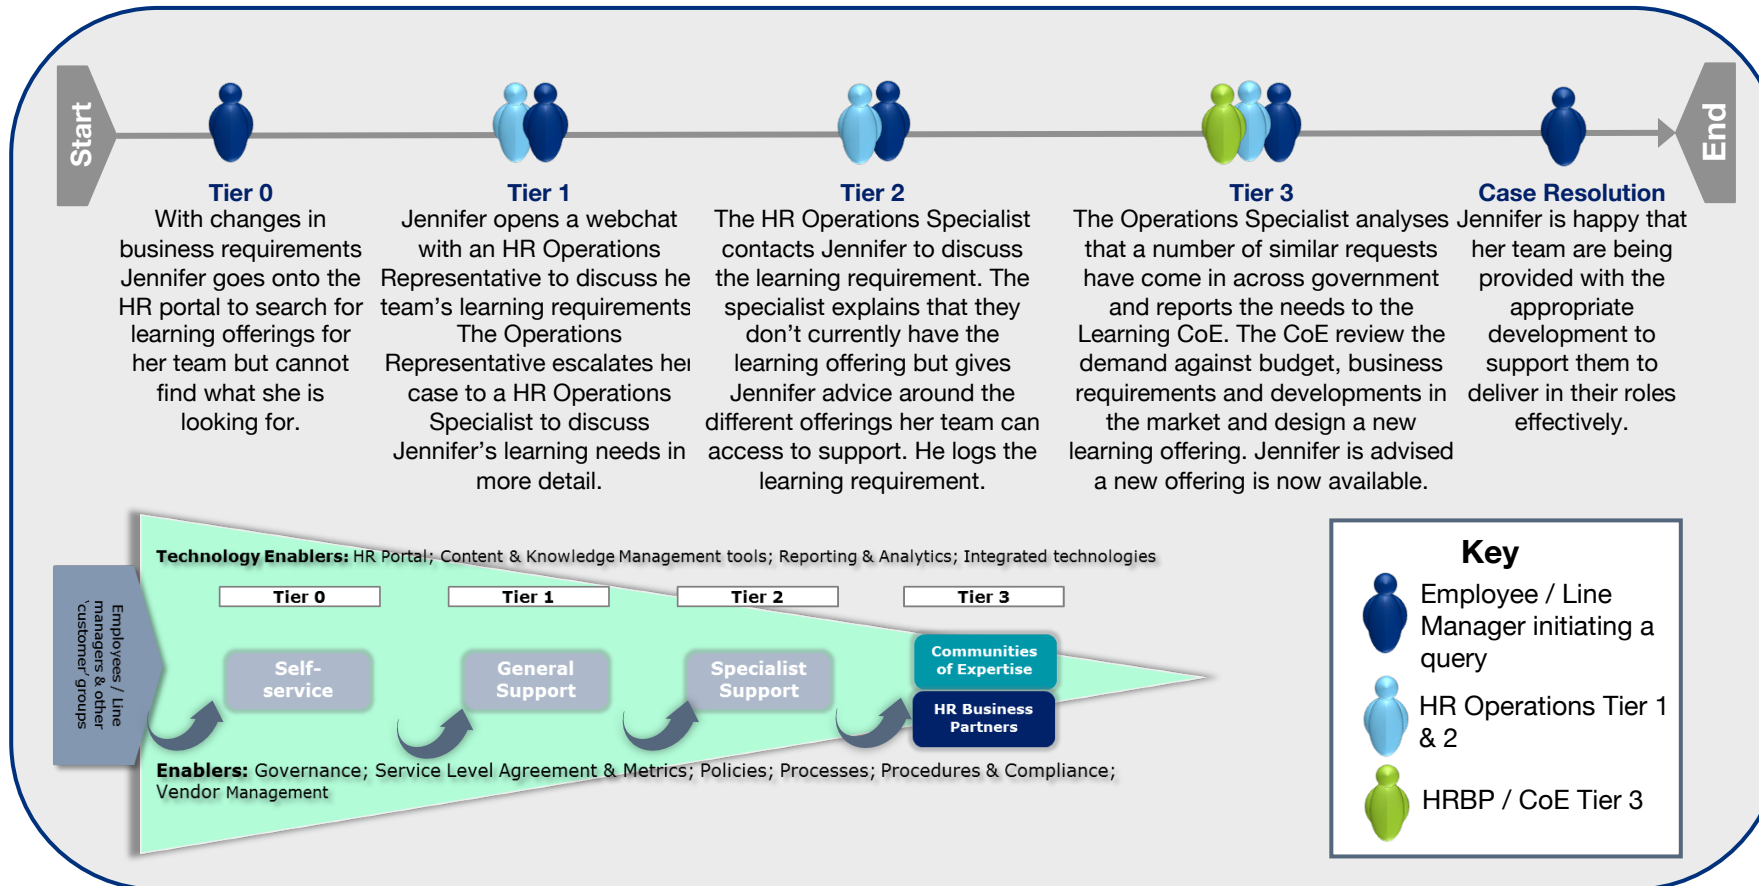 Start
End
Tier 0
With changes in
business requirements
Jennifer goes onto the
HR portal to search for
learning offerings for
her team but cannot
find what she is
looking for.
Tier 1
Jennifer opens a webchat
with an HR Operations
Representative to discuss he
team’s learning requirements
The Operations
Representative escalates her
case to a HR Operations
Specialist to discuss
Jennifer’s learning needs in
more detail.
Tier 2
The HR Operations Specialist
contacts Jennifer to discuss
the learning requirement. The
specialist explains that they
don’t currently have the
learning offering but gives
Jennifer advice around the
different offerings her team can
access to support. He logs the
learning requirement.
Tier 3
The Operations Specialist analyses
that a number of similar requests
have come in across government
and reports the needs to the
Learning CoE. The CoE review the
demand against budget, business
requirements and developments in
the market and design a new
learning offering. Jennifer is advised
a new offering is now available.
Case Resolution
Jennifer is happy that
her team are being
provided with the
appropriate
development to
support them to
deliver in their roles
effectively.
Technology Enablers: HR Portal; Content & Knowledge Management tools; Reporting & Analytics; Integrated technologies
Employees / Line
managers & other
‘customer’ groups
Tier 0
Tier 1
Tier 2
Tier 3
Self-
service
General
Support
Specialist
Support
Communities
of Expertise
HR Business
Partners
Enablers: Governance; Service Level Agreement & Metrics; Policies; Processes; Procedures & Compliance;
Vendor Management
Key
Employee / Line
Manager initiating a
query
HR Operations Tier 1
& 2
HRBP / CoE Tier 3